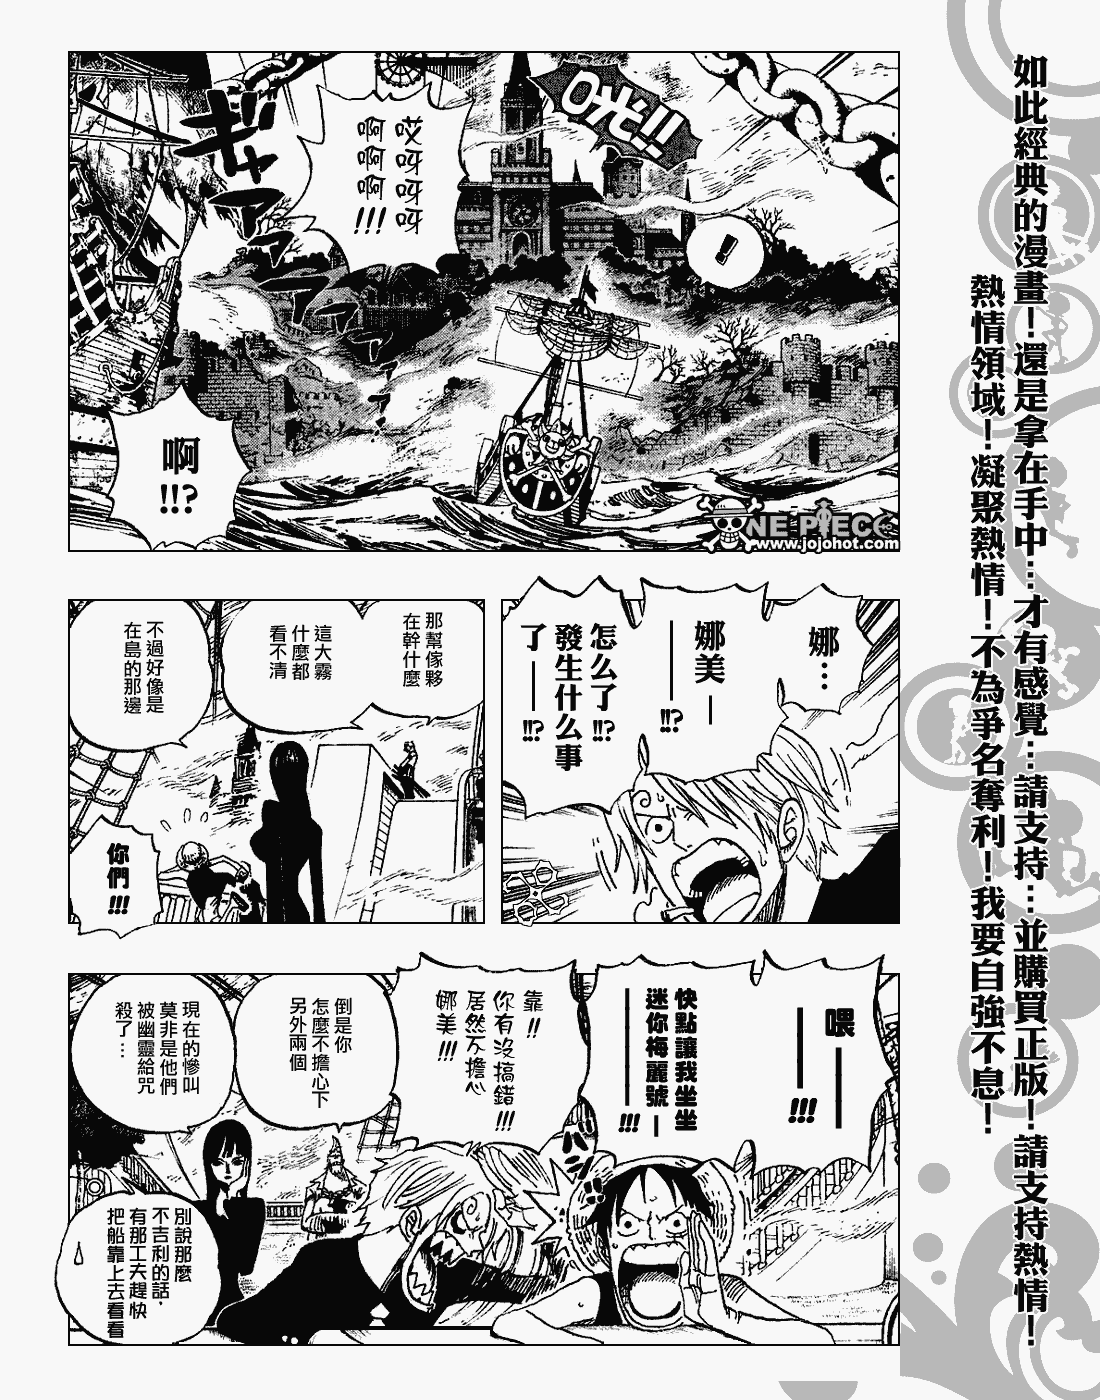 如此經典的漫畫！還是拿在手中…才有感覺…請支持…並購買正版！請支持熱情！
熱情領域！凝聚熱情！不為爭名奪利！我要自強不息！
哎呀呀呀
啊啊啊!!!
ギャアアアアァ…
!
啊
!!?
ONE PIECE
www.jojohot.com
娜…
娜美—
——!!?
怎么了!!?
發生什么事
了——!!?
那幫傢夥
在幹什麼
這大霧
什麼都
看不清
不過好像是
在島的那邊
你們!!!
喂——
——!!!
快點讓我坐坐
迷你梅麗號—
——!!!
靠!!
你有沒搞錯!!!
居然不擔心
娜美!!!
倒是你
怎麼不擔心下
另外兩個
現在的慘叫
莫非是他們
被幽靈給咒
殺了…
別說那麼
不吉利的話，
有那工夫趕快
把船靠上去看看